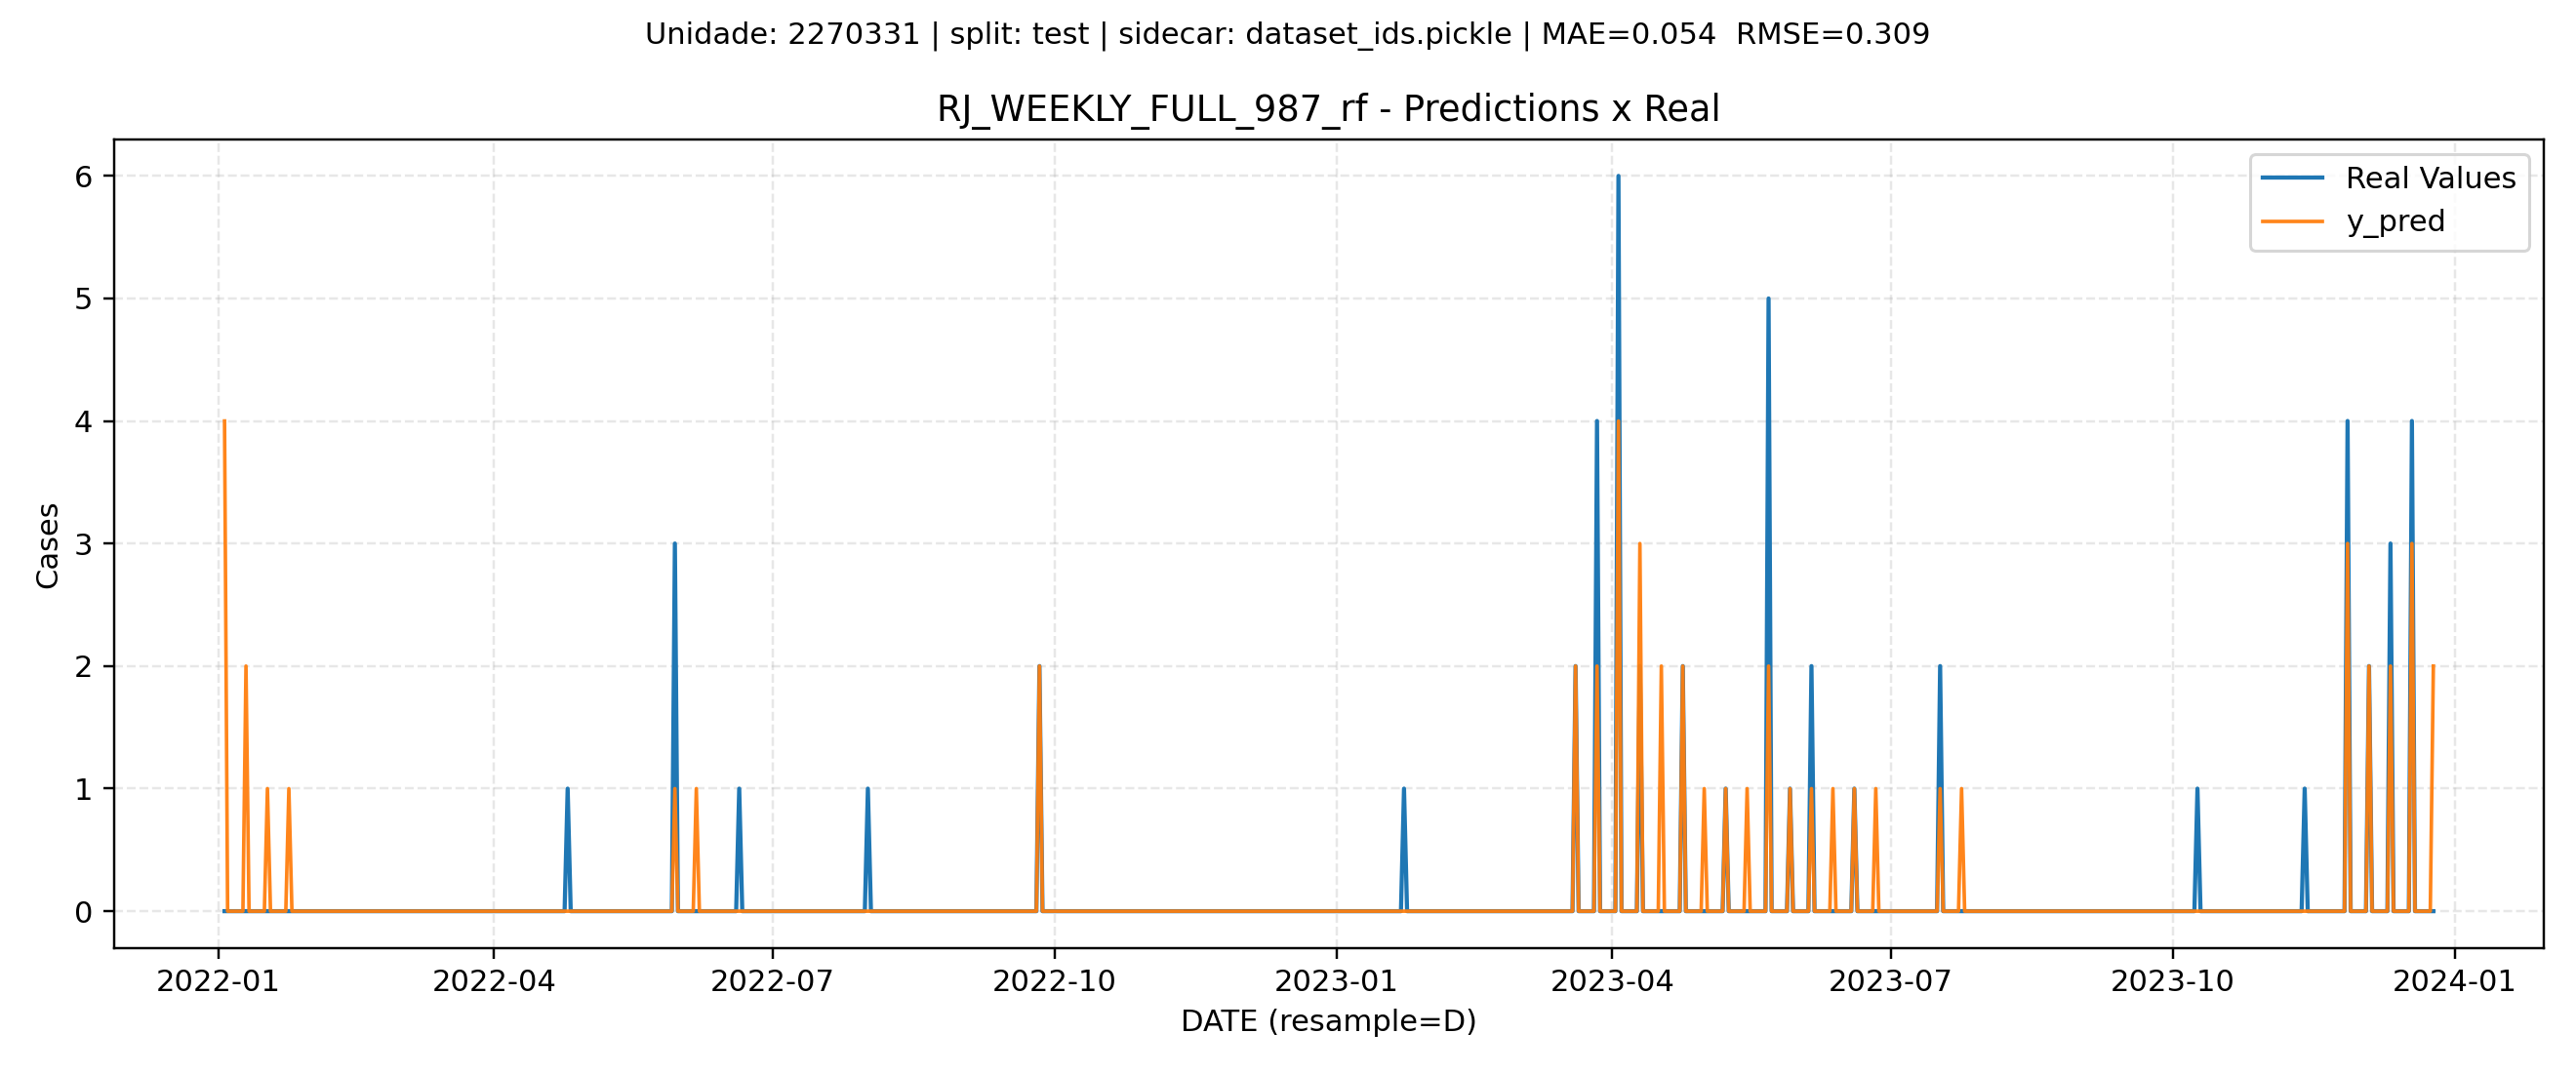 Unidade: 2270331 | split: test | sidecar: dataset_ids.pickle | MAE=0.054  RMSE=0.309
RJ_WEEKLY_FULL_987_rf - Predictions x Real
Real Values
y_pred
6
5
4
3
2
1
0
Cases
2022-01
2022-04
2022-07
2022-10
2023-01
2023-04
2023-07
2023-10
2024-01
DATE (resample=D)